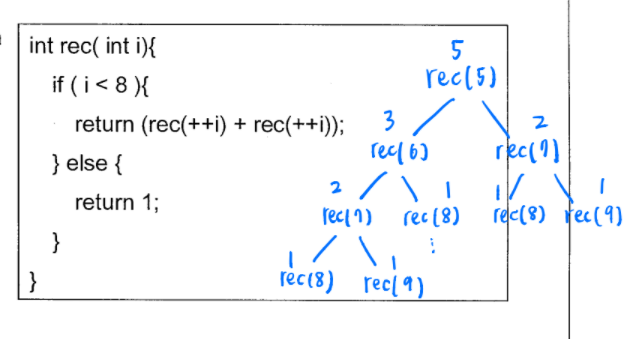 int rec( int i){
if ( i < 8 ){
return (rec(++i) + rec(++i));
} else {
return 1;
}
}
5
rec(5)
3
2
rec(6)
rec(7)
2
1
1
1
rec(7)
rec(8)
rec(8)
rec(9)
1
1
⋮
rec(8)
rec(9)